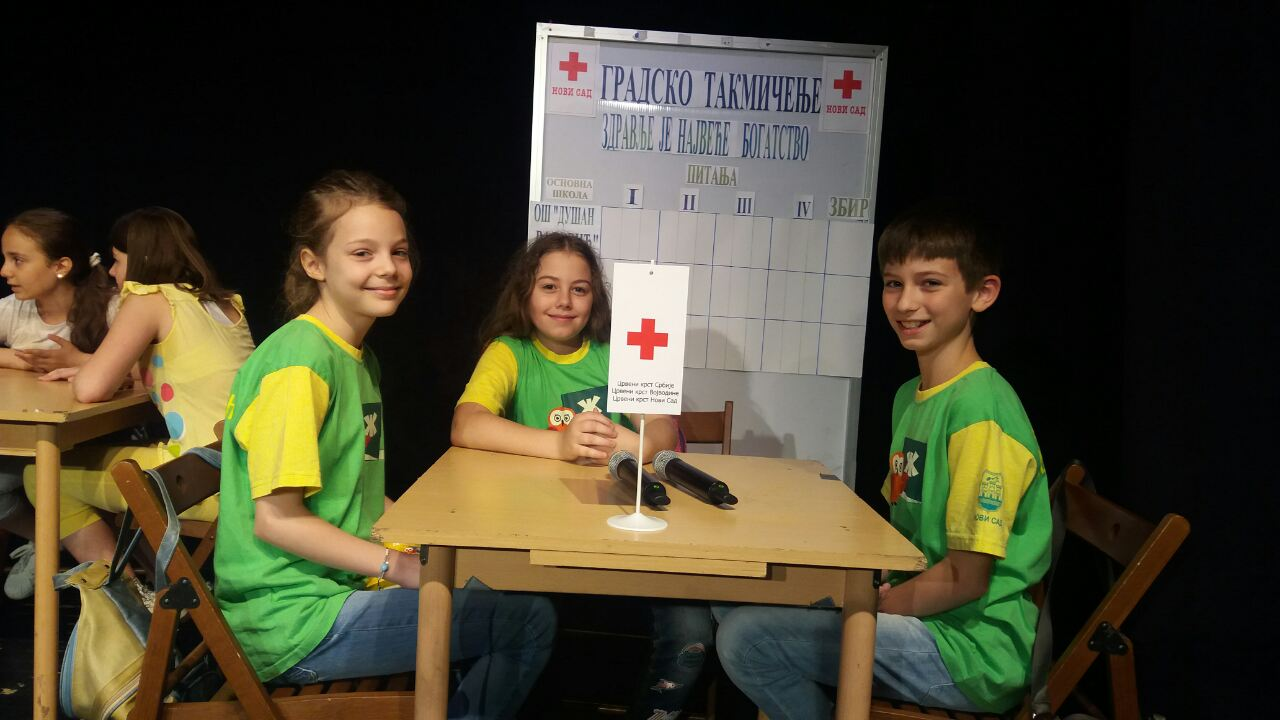 НОВИ САД
ГРАДСКО ТАКМИЧЕЊЕ
НОВИ САД
ЗДРАВЉЕ ЈЕ НАЈВЕЋЕ БОГАТСТВО
ПИТАЊА
ОСНОВНА
ШКОЛА
I
II
III
IV
ЗБИР
ОШ "ДУШАН
Црвени крст Србије
Црвени крст Војводине
Црвени крст Нови Сад
Ж
Ж
НОВИ САД